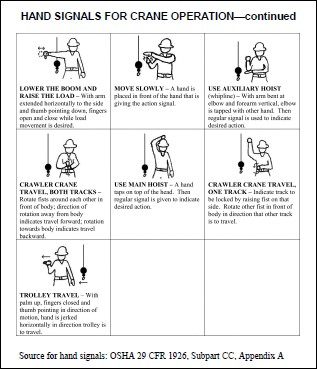 HAND SIGNALS FOR CRANE OPERATION—continued
LOWER THE BOOM AND
RAISE THE LOAD – With arm
extended horizontally to the side
and thumb pointing down, fingers
open and close while load
movement is desired.
MOVE SLOWLY – A hand is
placed in front of the hand that is
giving the action signal.
USE AUXILIARY HOIST
(whipline) – With arm bent at
elbow and forearm vertical, elbow
is tapped with other hand. Then
regular signal is used to indicate
desired action.
CRAWLER CRANE
TRAVEL, BOTH TRACKS –
Rotate fists around each other in
front of body; direction of
rotation away from body
indicates travel forward; rotation
towards body indicates travel
backward.
USE MAIN HOIST – A hand
taps on top of the head. Then
regular signal is given to indicate
desired action.
CRAWLER CRANE TRAVEL,
ONE TRACK – Indicate track to
be locked by raising fist on that
side. Rotate other fist in front of
body in direction that other track
is to travel.
TROLLEY TRAVEL – With
palm up, fingers closed and
thumb pointing in direction of
motion, hand is jerked
horizontally in direction trolley is
to travel.
Source for hand signals: OSHA 29 CFR 1926, Subpart CC, Appendix A